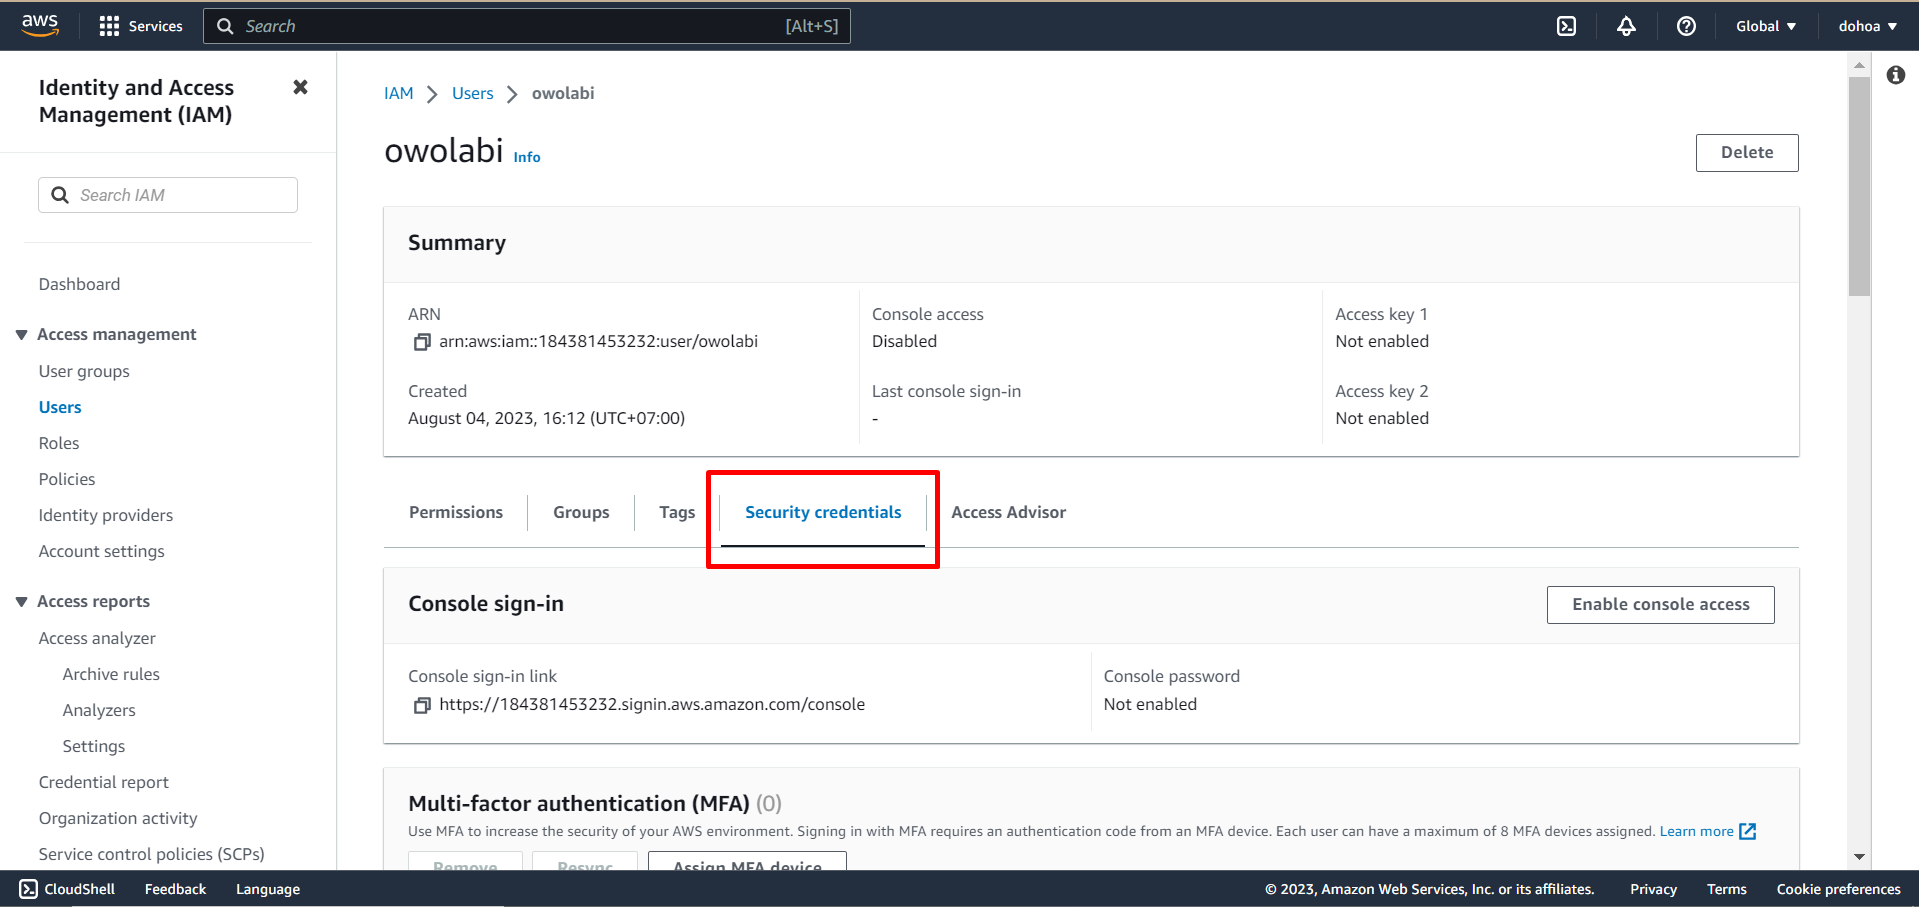 aws
Services
Search
[Alt+S]
Global
dohoa
Identity and Access
Management (IAM)
Search IAM
Dashboard
Access management
User groups
Users
Roles
Policies
Identity providers
Account settings
Access reports
Access analyzer
Archive rules
Analyzers
Settings
Credential report
Organization activity
Service control policies (SCPs)
IAM
Users
owolabi
owolabi Info
Delete
Summary
ARN
arn:aws:iam::184381453232:user/owolabi
Created
August 04, 2023, 16:12 (UTC+07:00)
Console access
Disabled
Last console sign-in
-
Access key 1
Not enabled
Access key 2
Not enabled
Permissions
Groups
Tags
Security credentials
Access Advisor
Console sign-in
Enable console access
Console sign-in link
https://184381453232.signin.aws.amazon.com/console
Console password
Not enabled
Multi-factor authentication (MFA) (0)
Use MFA to increase the security of your AWS environment. Signing in with MFA requires an authentication code from an MFA device. Each user can have a maximum of 8 MFA devices assigned. Learn more
Remove
Resync
Assign MFA device
CloudShell
Feedback
Language
© 2023, Amazon Web Services, Inc. or its affiliates.
Privacy
Terms
Cookie preferences